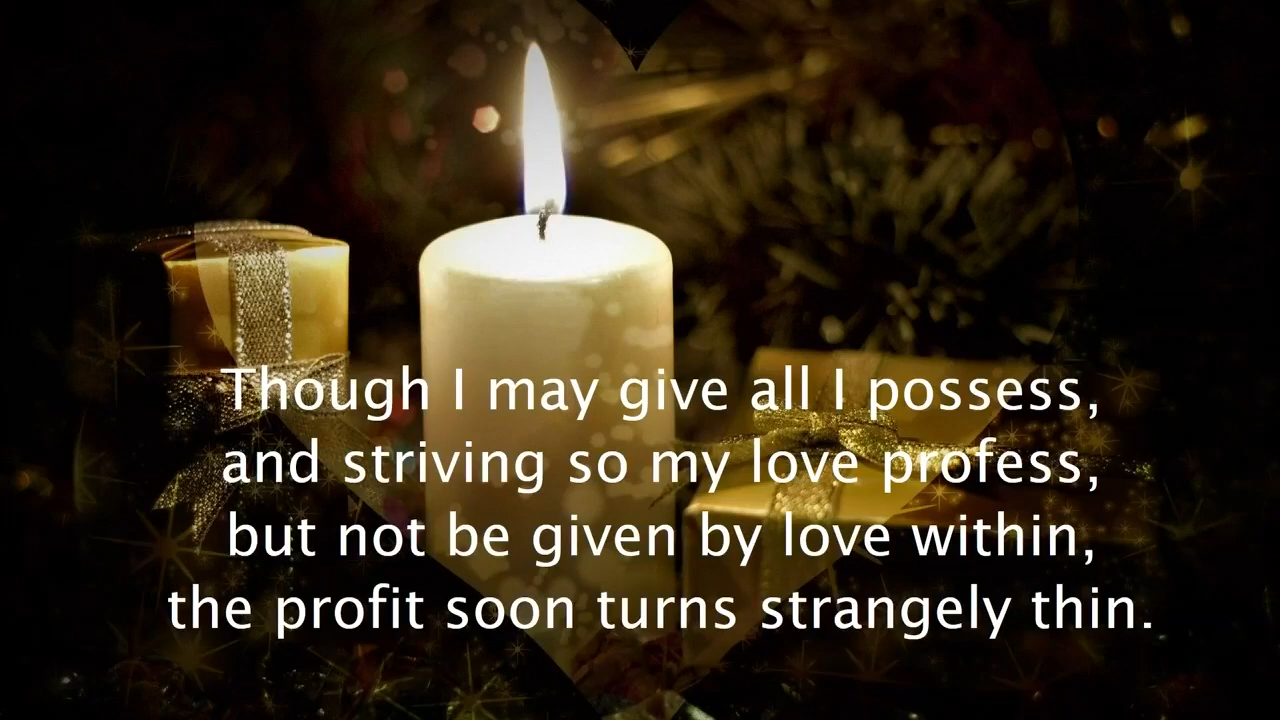 Though I may give all I possess,
and striving so my love profess,
but not be given by love within,
the profit soon turns strangely thin.